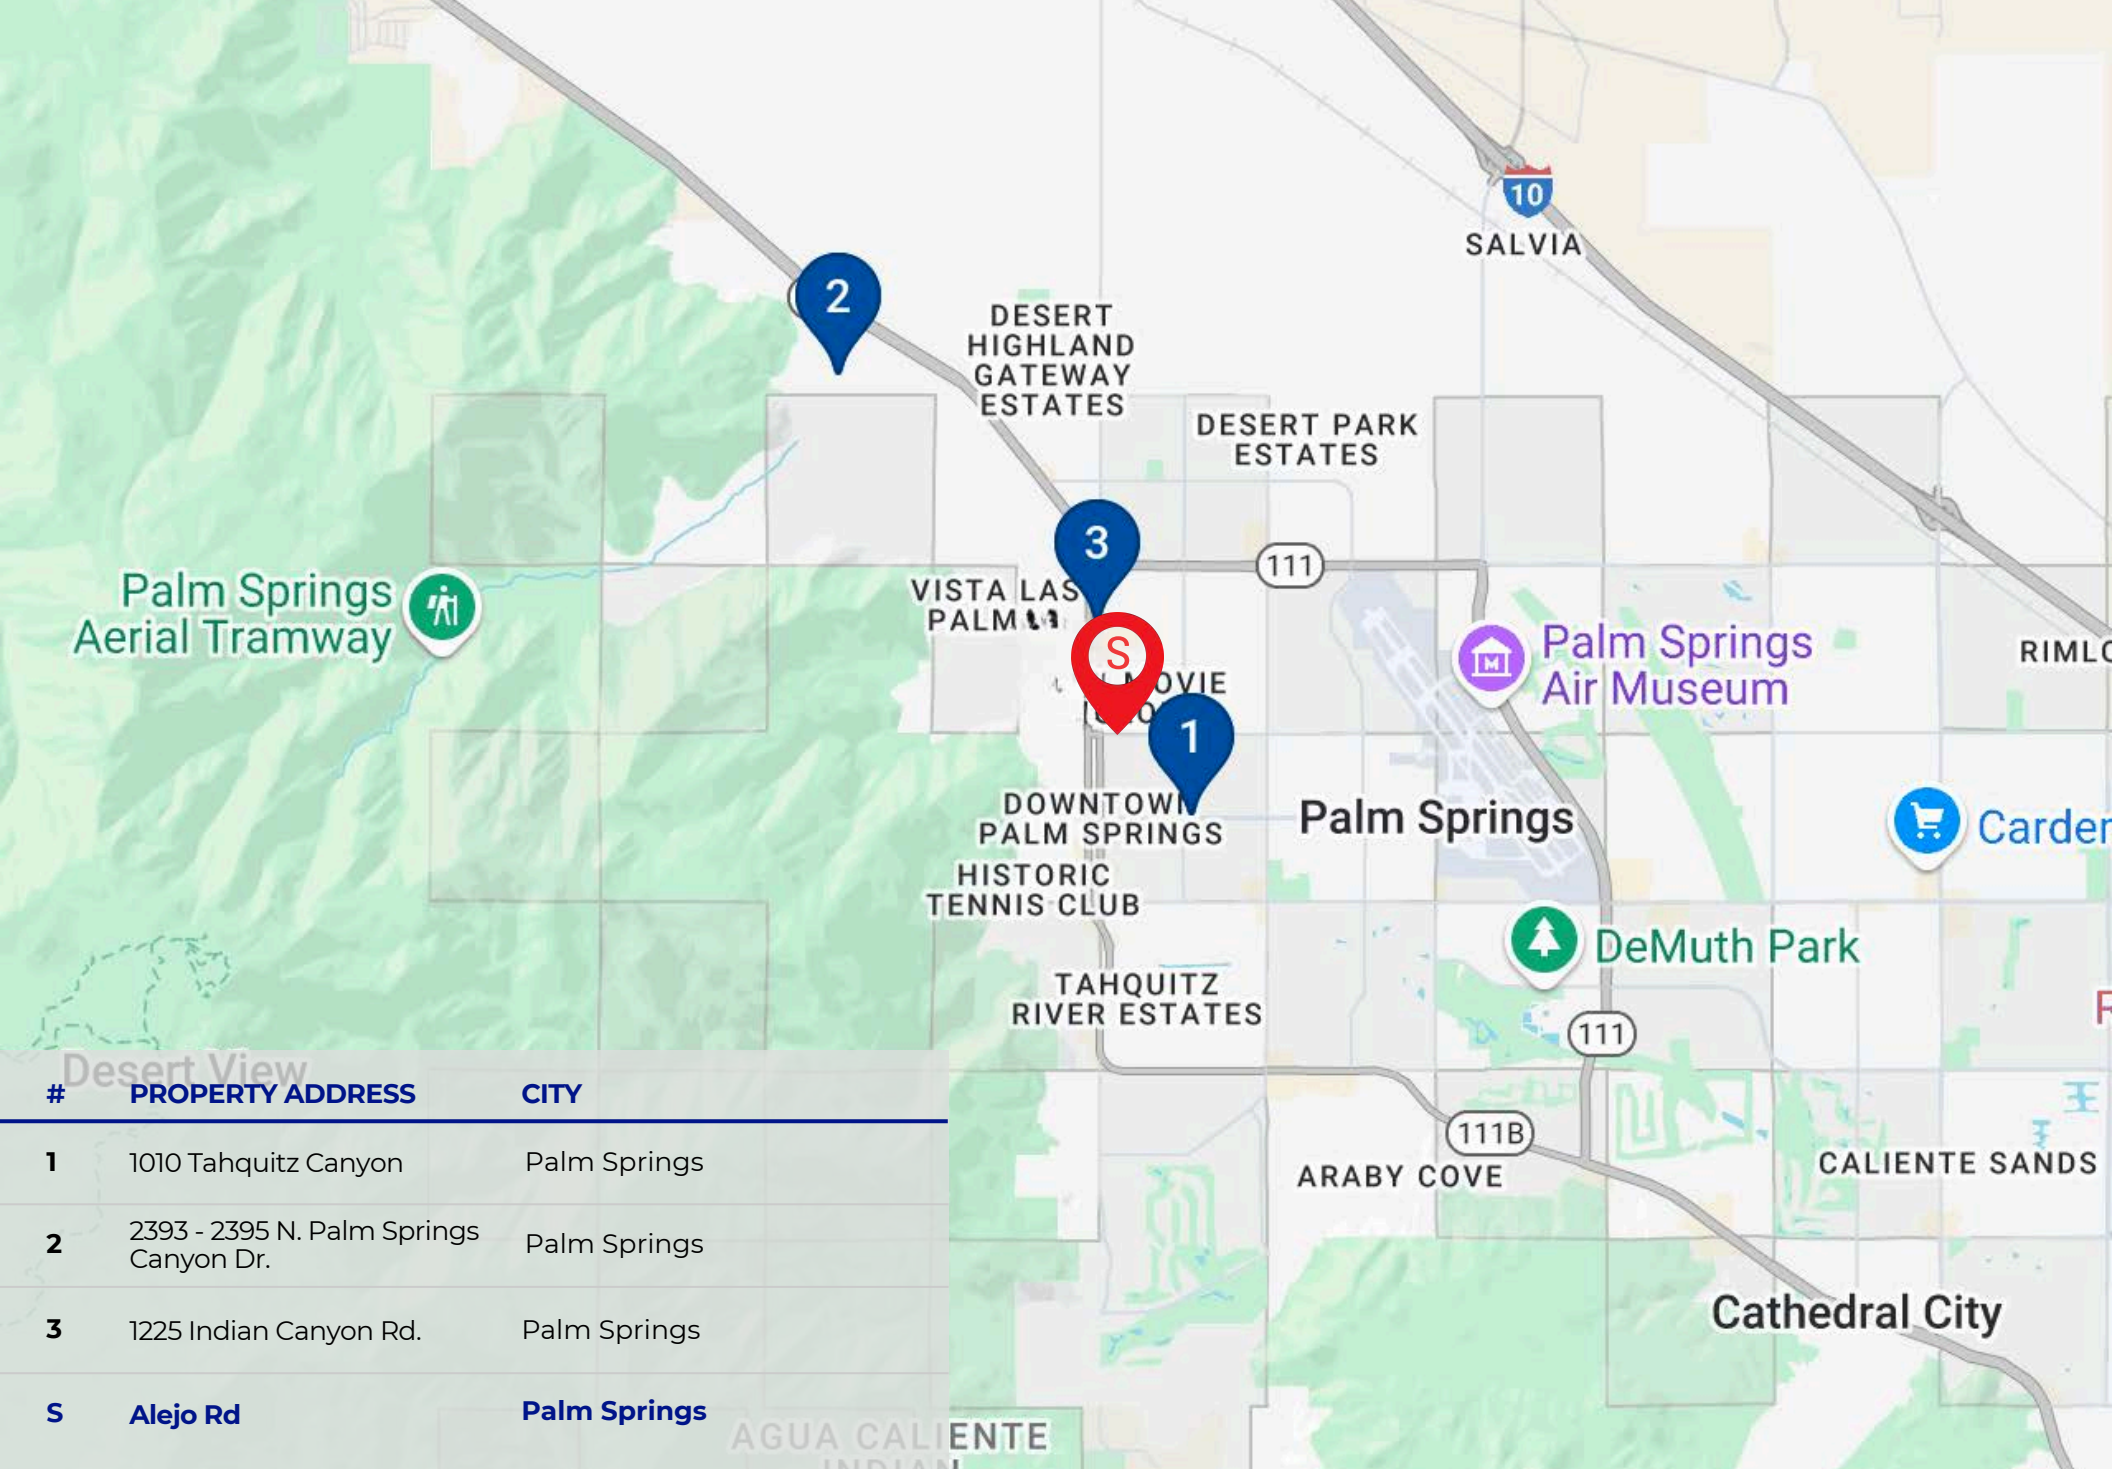 10
SALVIA
2
DESERT
HIGHLAND
GATEWAY
ESTATES
DESERT PARK
ESTATES
3
111
VISTA LAS
Palm Springs
Aerial Tramway
S
MOVIE
Palm Springs
Air Museum
1
DOWNTOWN
PALM SPRINGS
Palm Springs
HISTORIC
TENNIS CLUB
DeMuth Park
TAHQUITZ
RIVER ESTATES
111
Desert View
# PROPERTY ADDRESS CITY
1 1010 Tahquitz Canyon Palm Springs
2 2393 - 2395 N. Palm Springs Canyon Dr. Palm Springs
3 1225 Indian Canyon Rd. Palm Springs
S Alejo Rd Palm Springs
111B
ARABY COVE
CALIENTE SANDS
Cathedral City
AGUA CALIENTE
INDIAN